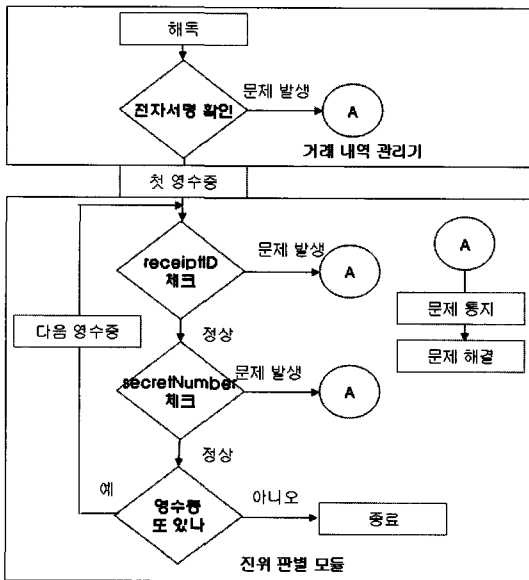 해독
전자서명 확인
문제 발생
A
거래 내역 관리기
첫 영수증
receiptID
체크
문제 발생
A
A
다음 영수증
정상
문제 통지
문제 해결
secretNumber
체크
문제 발생
A
정상
예
영수증
또 있나
아니오
종료
진위 판별 모듈